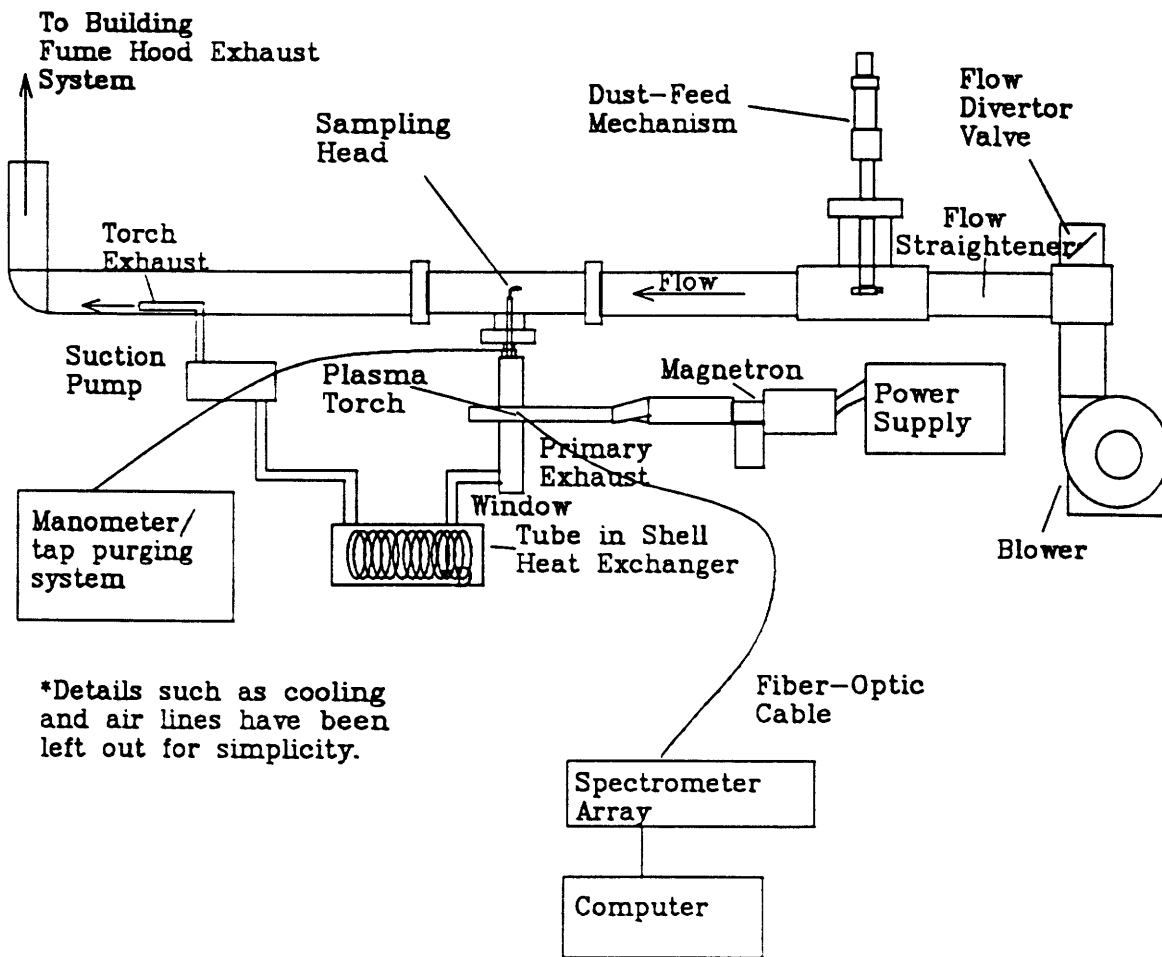 To Building
Fume Hood Exhaust
System
Sampling
Head
Dust-Feed
Mechanism
Flow
Divertor
Valve
Torch
Exhaust
Flow
Flow
Straightener
Suction
Pump
Plasma
Torch
Magnetron
Power
Supply
Primary
Exhaust
Window
Manometer/
tap purging
system
Tube in Shell
Heat Exchanger
Blower
*Details such as cooling
and air lines have been
left out for simplicity.
Fiber-Optic
Cable
Spectrometer
Array
Computer